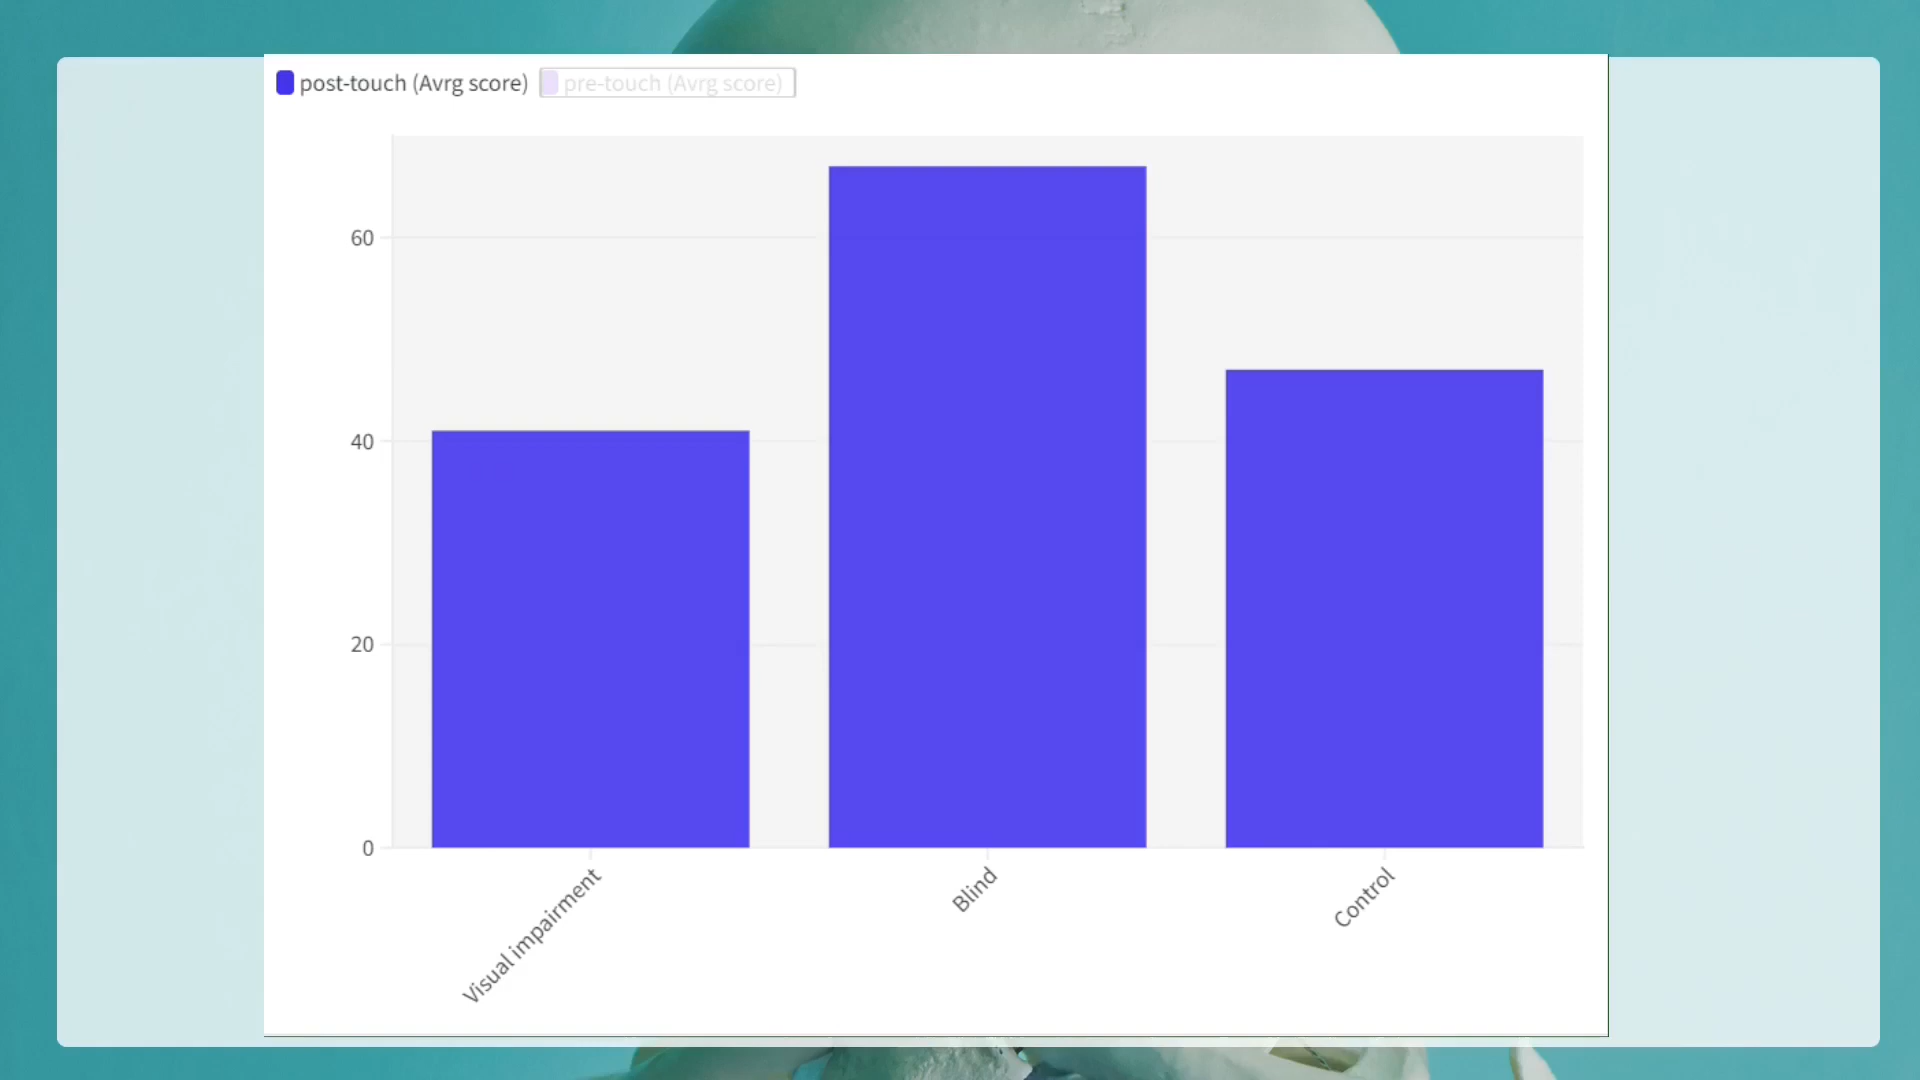 post-touch (Avrg score) pre-touch (Avrg score)
60
40
20
0
Visual impairment
Blind
Control